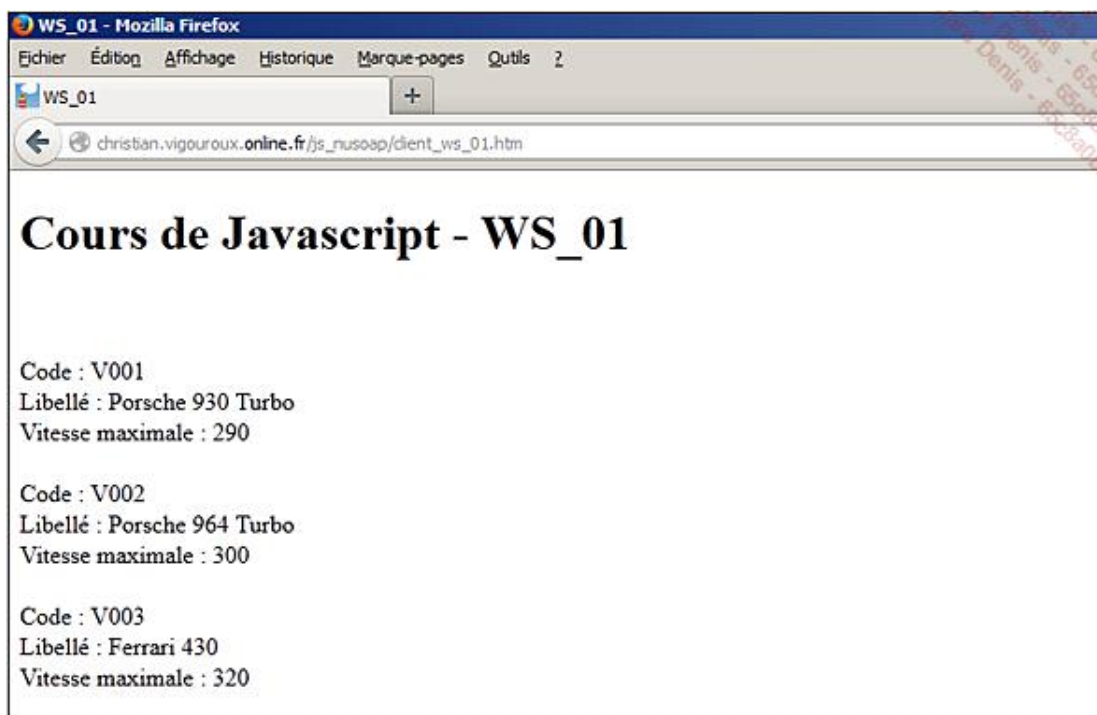 WS_01 - Mozilla Firefox
Fichier Édition Affichage Historique Marque-pages Outils ?
WS_01 +
christian.vigouroux.online.fr/js_nusoap/client_ws_01.htm
Cours de Javascript - WS_01
Code : V001
Libellé : Porsche 930 Turbo
Vitesse maximale : 290
Code : V002
Libellé : Porsche 964 Turbo
Vitesse maximale : 300
Code : V003
Libellé : Ferrari 430
Vitesse maximale : 320